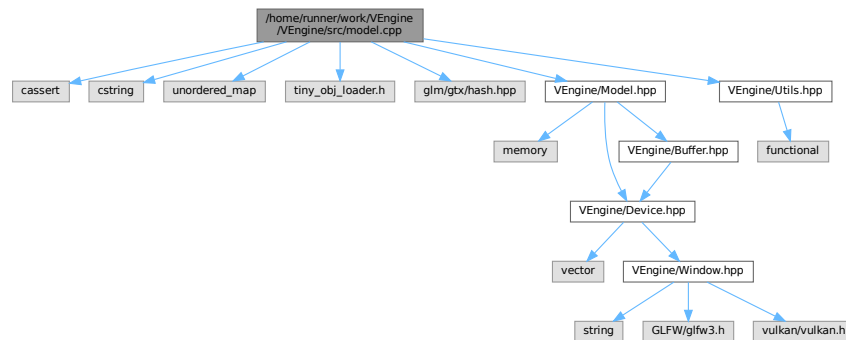 /home/runner/work/VEngine
/VEngine/src/model.cpp
cassert
cstring
unordered_map
tiny_obj_loader.h
glm/gtx/hash.hpp
VEngine/Model.hpp
VEngine/Utils.hpp
memory
VEngine/Buffer.hpp
functional
VEngine/Device.hpp
vector
VEngine/Window.hpp
string
GLFW/glfw3.h
vulkan/vulkan.h